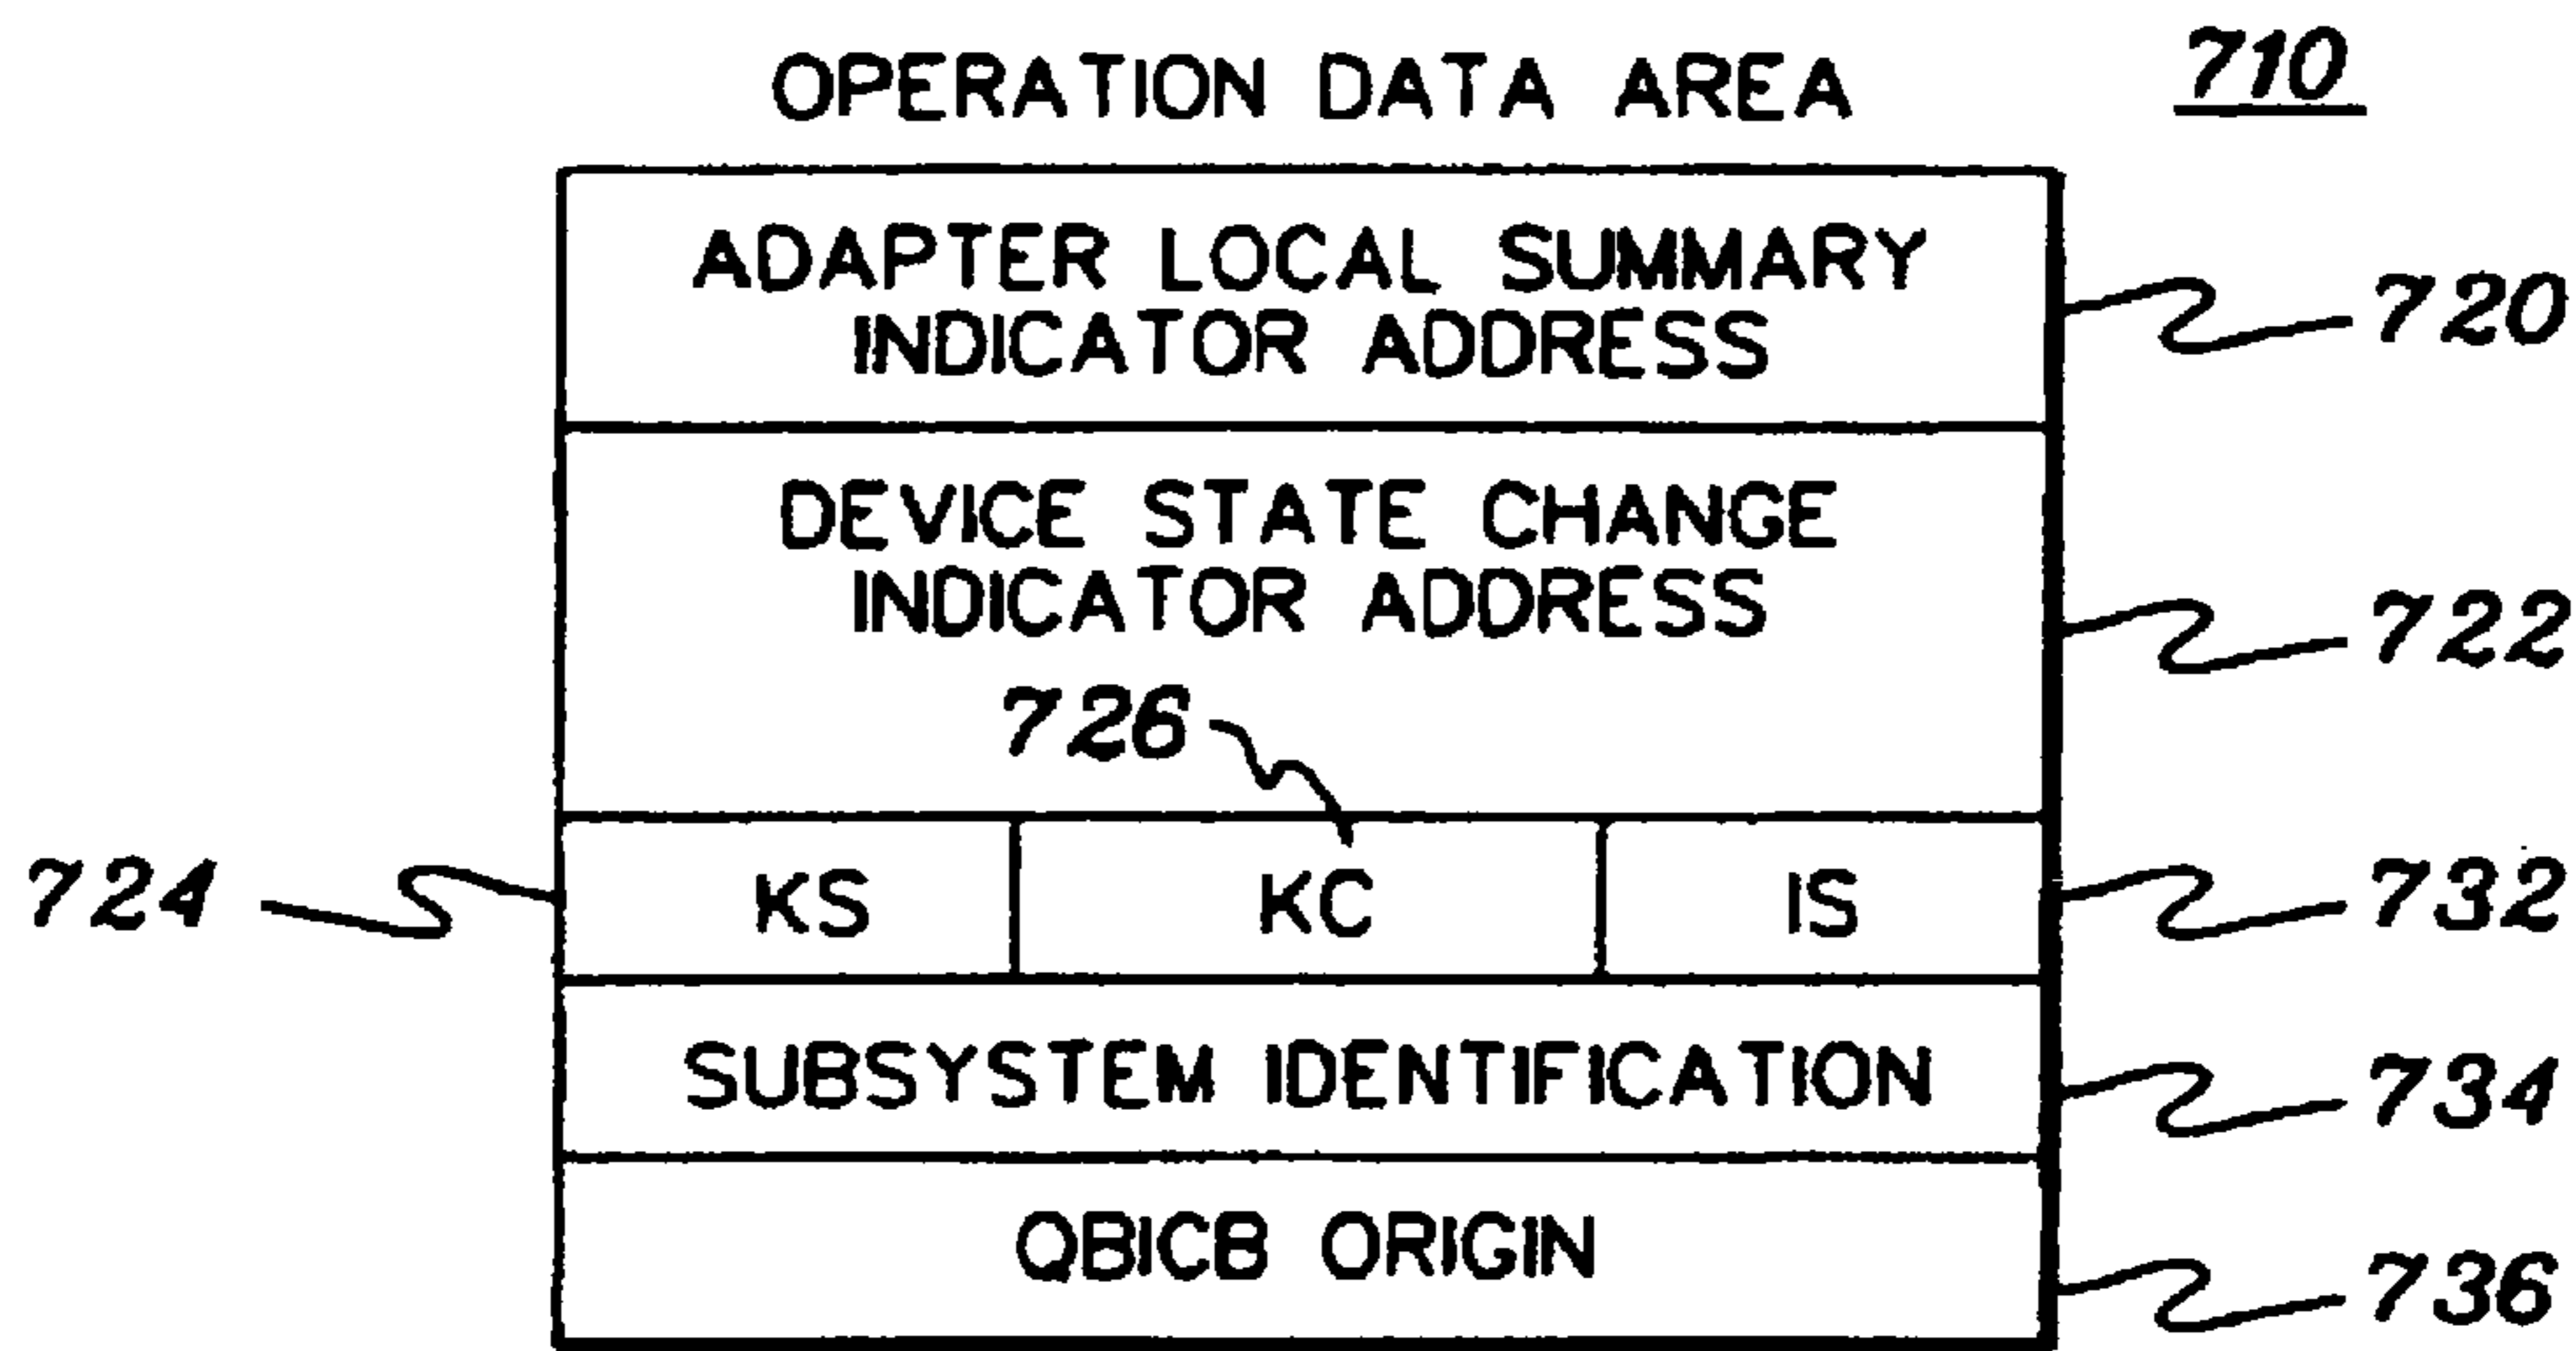 OPERATION DATA AREA 710
ADAPTER LOCAL SUMMARY
INDICATOR ADDRESS
720
DEVICE STATE CHANGE
INDICATOR ADDRESS
722
726
724 KS KC IS 732
SUBSYSTEM IDENTIFICATION 734
QBICB ORIGIN 736